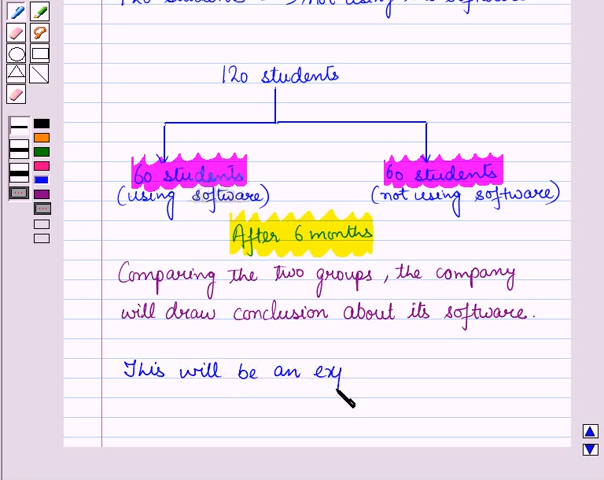 120 students
60 students 60 students
(using software) (not using software)
After 6 months
Comparing the two groups, the company
will draw conclusion about its software.
This will be an exp